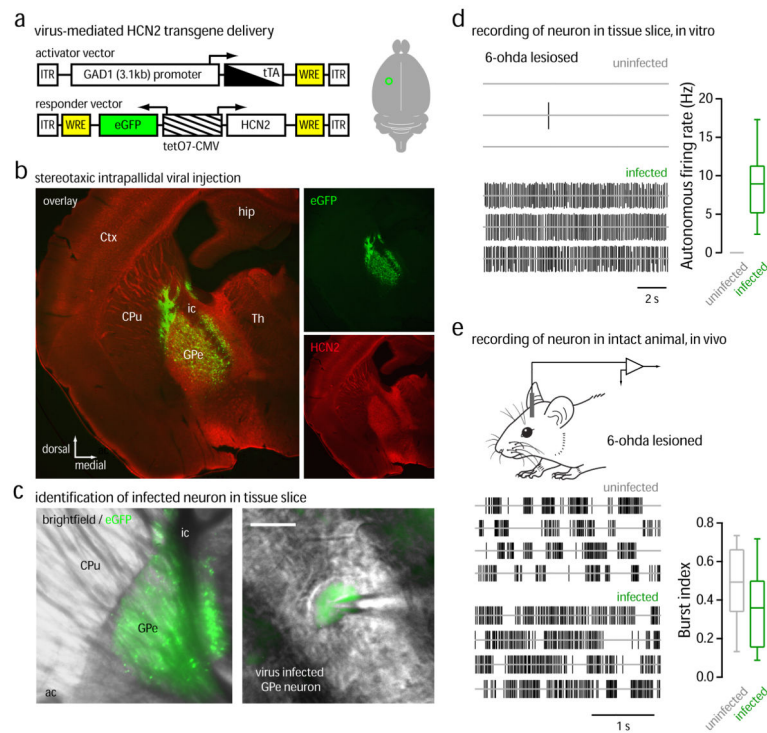 a virus-mediated HCN2 transgene delivery
activator vector
ITR GAD1 (3.1kb) promoter tTA WRE ITR
responder vector
ITR WRE eGFP HCN2 WRE ITR
tetO7-CMV
b stereotaxic intrapallidal viral injection
overlay
hip
Ctx
ic
CPu
Th
GPe
dorsal
medial
eGFP
HCN2
c identification of infected neuron in tissue slice
brightfield / eGFP
ic
CPu
GPe
ac
virus infected
GPe neuron
d recording of neuron in tissue slice, in vitro
6-ohda lesiosed
uninfected
infected
2 s
Autonomous firing rate (Hz)
20
15
10
5
0
uninfected
infected
e recording of neuron in intact animal, in vivo
6-ohda lesioned
uninfected
infected
1 s
Burst index
0.8
0.6
0.4
0.2
0.0
uninfected
infected